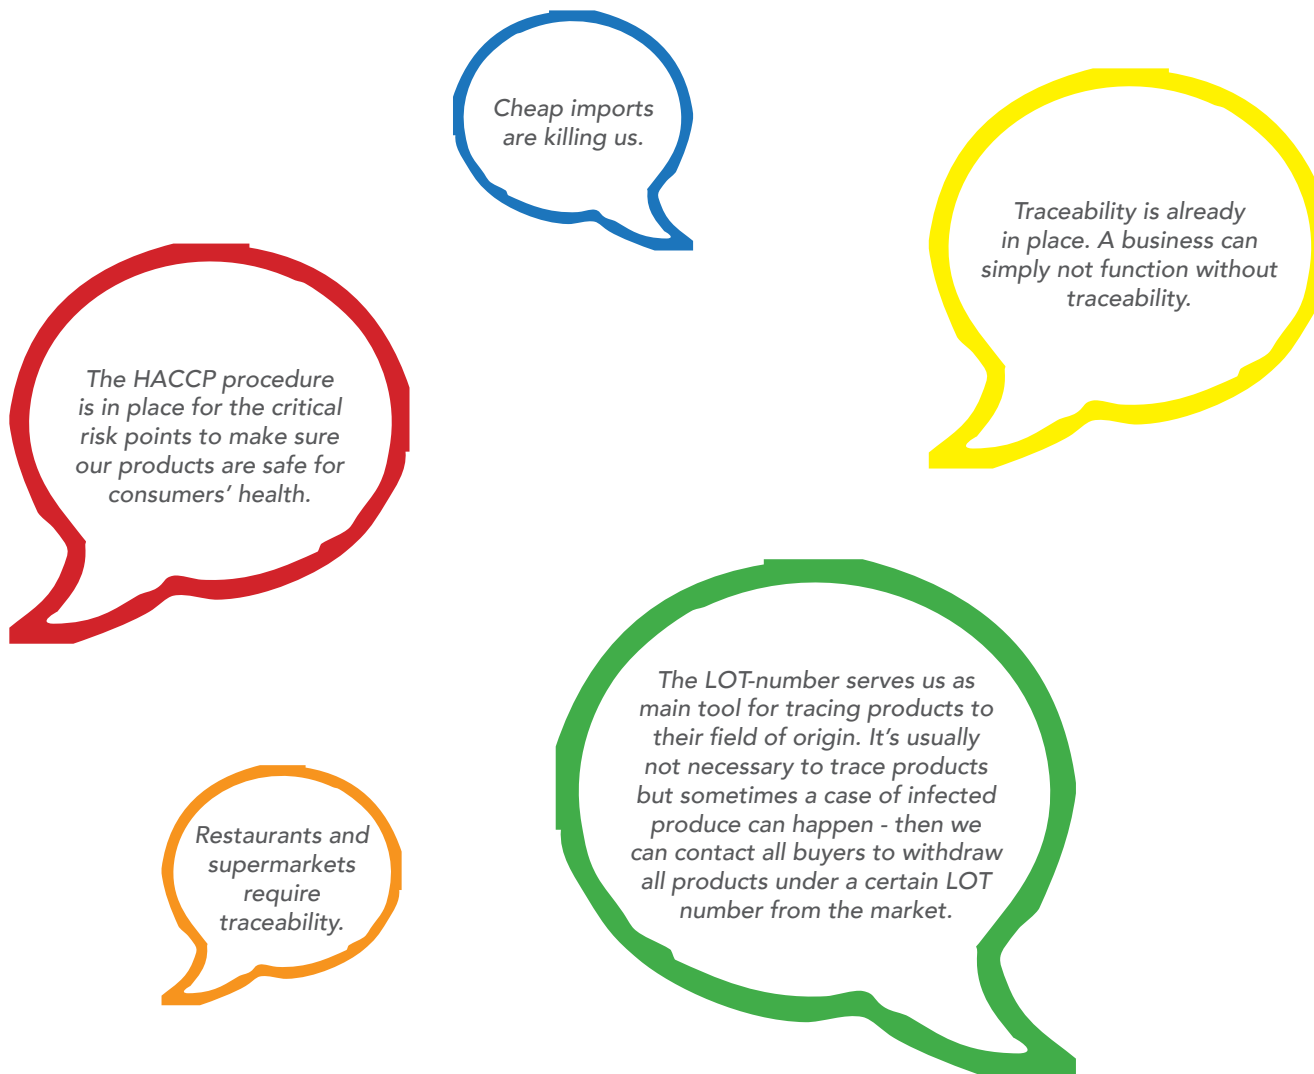 Cheap imports
are killing us.
Traceability is already
in place. A business can
simply not function without
traceability.
The HACCP procedure
is in place for the critical
risk points to make sure
our products are safe for
consumers’ health.
The LOT-number serves us as
main tool for tracing products to
their field of origin. It’s usually
not necessary to trace products
but sometimes a case of infected
produce can happen - then we
can contact all buyers to withdraw
all products under a certain LOT
number from the market.
Restaurants and
supermarkets
require
traceability.